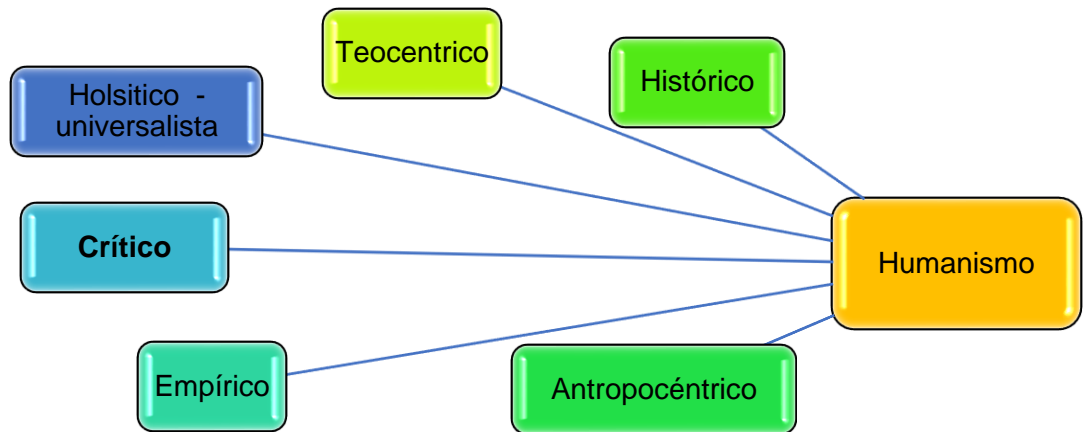 Teocentrico
Histórico
Holsitico -
universalista
Crítico
Humanismo
Empírico
Antropocéntrico